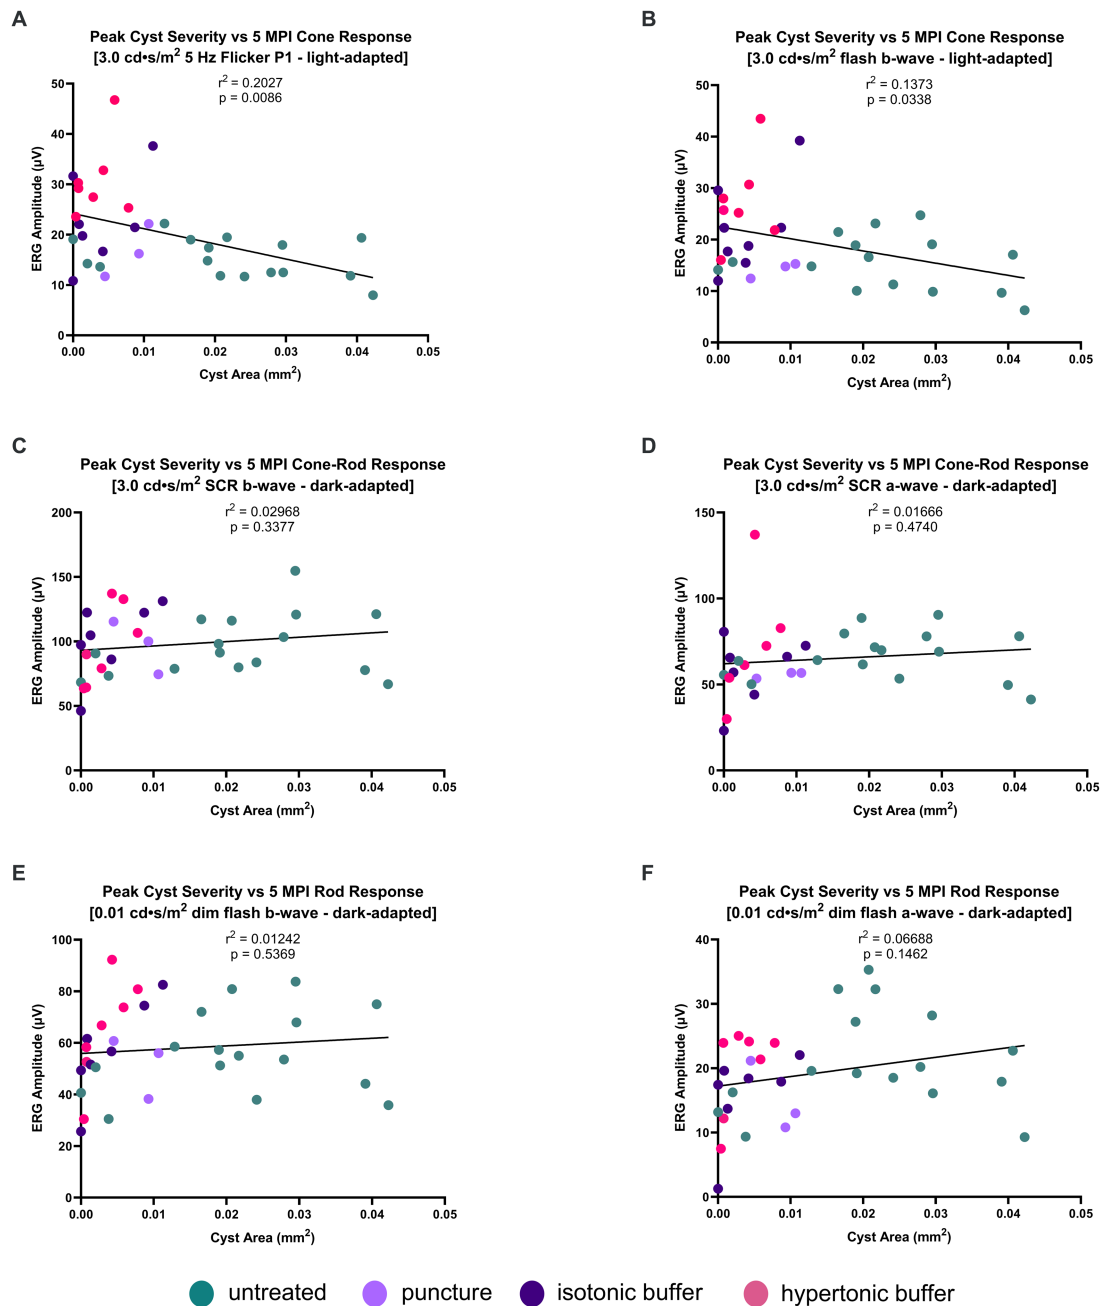 A
Peak Cyst Severity vs 5 MPI Cone Response
[3.0 cd•s/m² 5 Hz Flicker P1 - light-adapted]
r² = 0.2027
p = 0.0086
50
40
30
20
10
0
ERG Amplitude (µV)
0.00 0.01 0.02 0.03 0.04 0.05
Cyst Area (mm²)
B
Peak Cyst Severity vs 5 MPI Cone Response
[3.0 cd•s/m² flash b-wave - light-adapted]
r² = 0.1373
p = 0.0338
50
40
30
20
10
0
ERG Amplitude (µV)
0.00 0.01 0.02 0.03 0.04 0.05
Cyst Area (mm²)
C
Peak Cyst Severity vs 5 MPI Cone-Rod Response
[3.0 cd•s/m² SCR b-wave - dark-adapted]
r² = 0.02968
p = 0.3377
200
150
100
50
0
ERG Amplitude (µV)
0.00 0.01 0.02 0.03 0.04 0.05
Cyst Area (mm²)
D
Peak Cyst Severity vs 5 MPI Cone-Rod Response
[3.0 cd•s/m² SCR a-wave - dark-adapted]
r² = 0.01666
p = 0.4740
150
100
50
0
ERG Amplitude (µV)
0.00 0.01 0.02 0.03 0.04 0.05
Cyst Area (mm²)
E
Peak Cyst Severity vs 5 MPI Rod Response
[0.01 cd•s/m² dim flash b-wave - dark-adapted]
r² = 0.01242
p = 0.5369
100
80
60
40
20
0
ERG Amplitude (µV)
0.00 0.01 0.02 0.03 0.04 0.05
Cyst Area (mm²)
F
Peak Cyst Severity vs 5 MPI Rod Response
[0.01 cd•s/m² dim flash a-wave - dark-adapted]
r² = 0.06688
p = 0.1462
40
30
20
10
0
ERG Amplitude (µV)
0.00 0.01 0.02 0.03 0.04 0.05
Cyst Area (mm²)
untreated puncture isotonic buffer hypertonic buffer